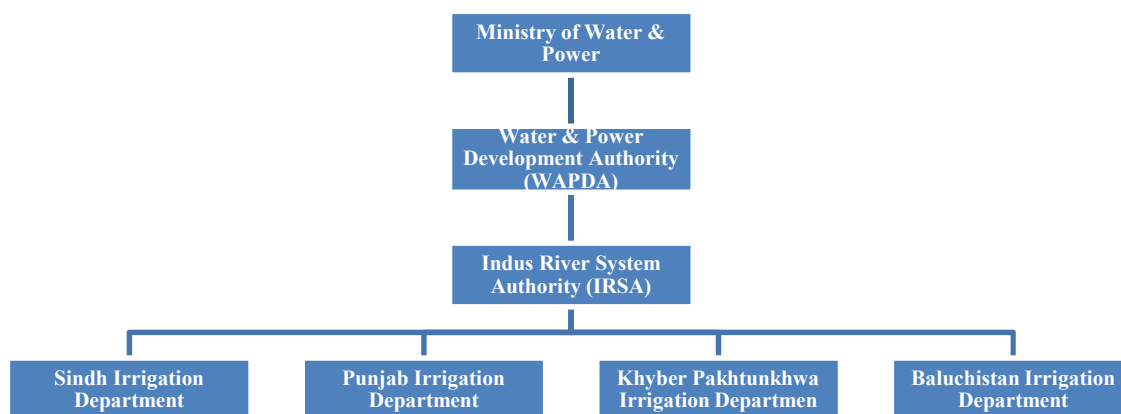 Ministry of Water &
Power
Water & Power
Development Authority
(WAPDA)
Indus River System
Authority (IRSA)
Sindh Irrigation
Department
Punjab Irrigation
Department
Khyber Pakhtunkhwa
Irrigation Departmen
Baluchistan Irrigation
Department